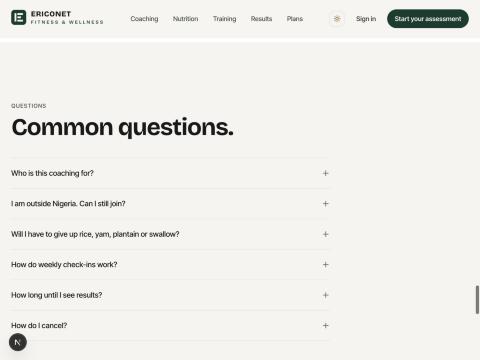 ERICONET
FITNESS & WELLNESS
Coaching Nutrition Training Results Plans Sign in Start your assessment
QUESTIONS
Common questions.
Who is this coaching for?
I am outside Nigeria. Can I still join?
Will I have to give up rice, yam, plantain or swallow?
How do weekly check-ins work?
How long until I see results?
How do I cancel?
N